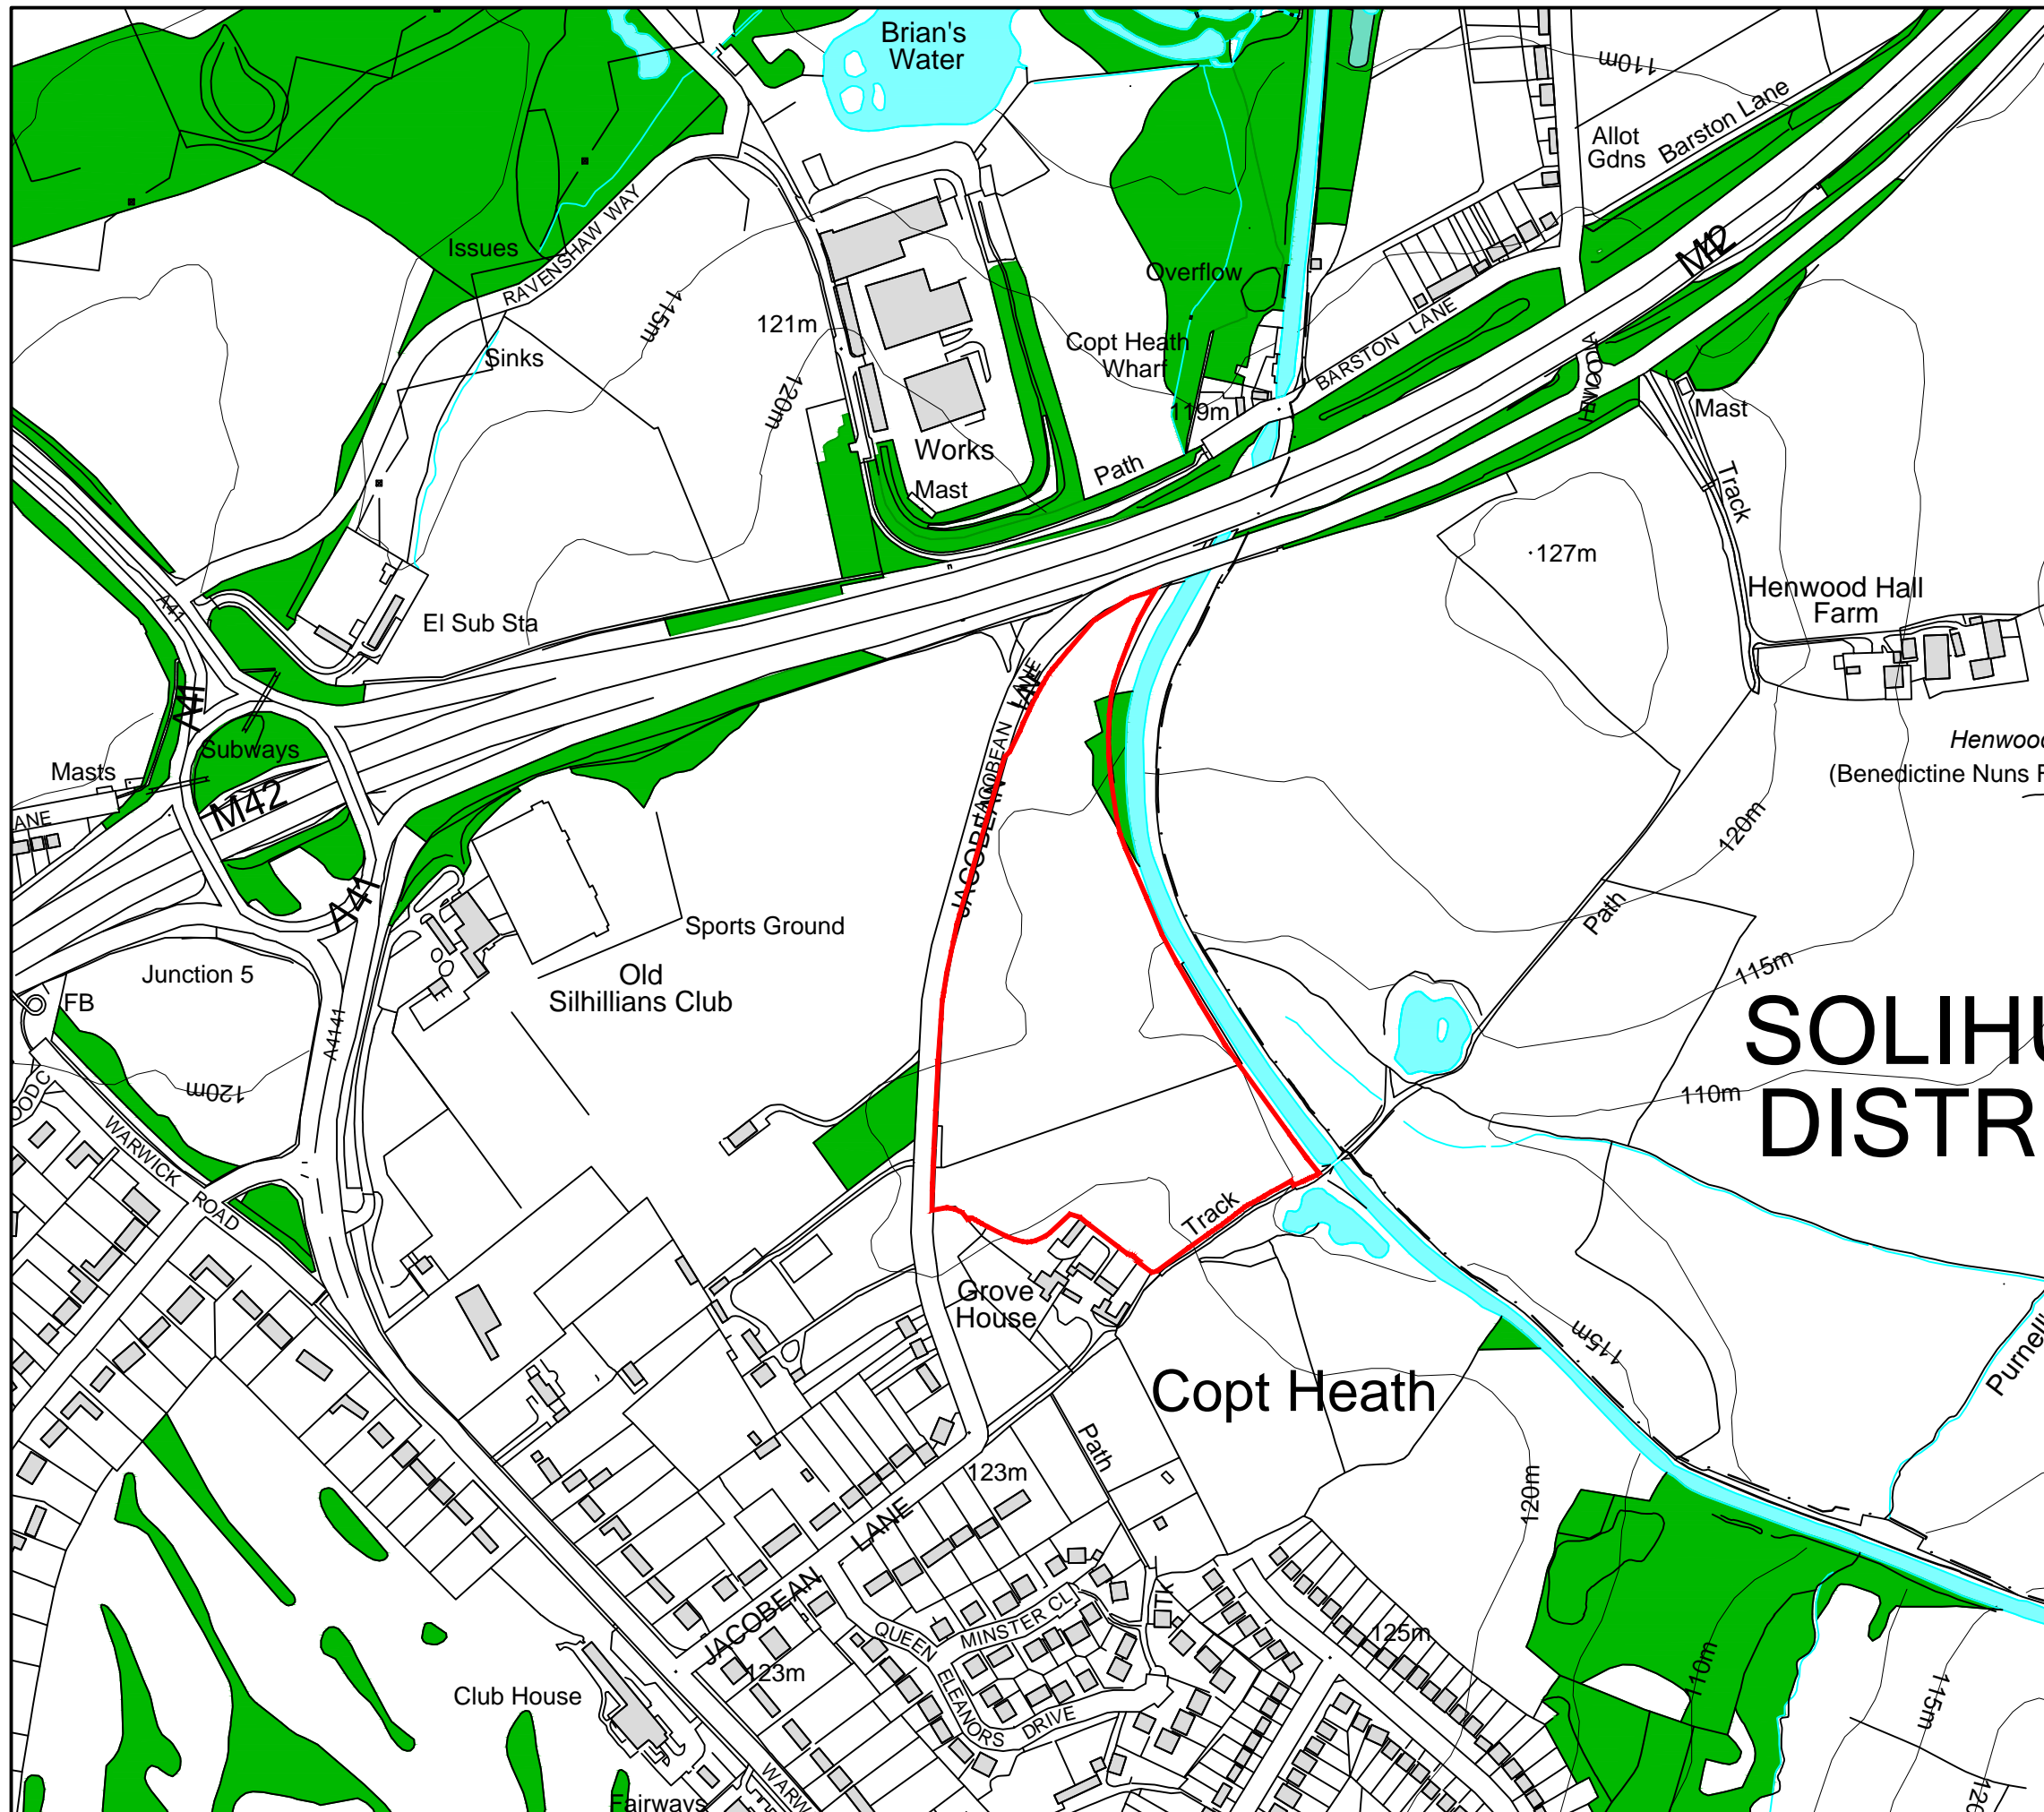 Brian's
Water
110m
Barston Lane
Allot
Gdns
M42
Issues
RAVENSHAW WAY
Overflow
115m
121m
Sinks
Copt Heath
Wharf
BARSTON LANE
120m
119m
Mast
Works
Path
Mast
Track
127m
Henwood Hall
Farm
A41
El Sub Sta
LANE
A41
Subways
Masts
M42
JACOBEAN
JACOBEAN
(Benedictine Nuns
120m
ANE
A41
Path
Sports Ground
Junction 5
Old
Silhillians Club
FB
115m
A4141
120m
110m
DISTR
WARWICK ROAD
Track
Grove
House
115m
Copt Heath
Path
123m
120m
JACOBEAN LANE
QUEEN ELEANORS DRIVE
MINSTER CL
TK
125m
123m
110m
Club House
115m
Fairways